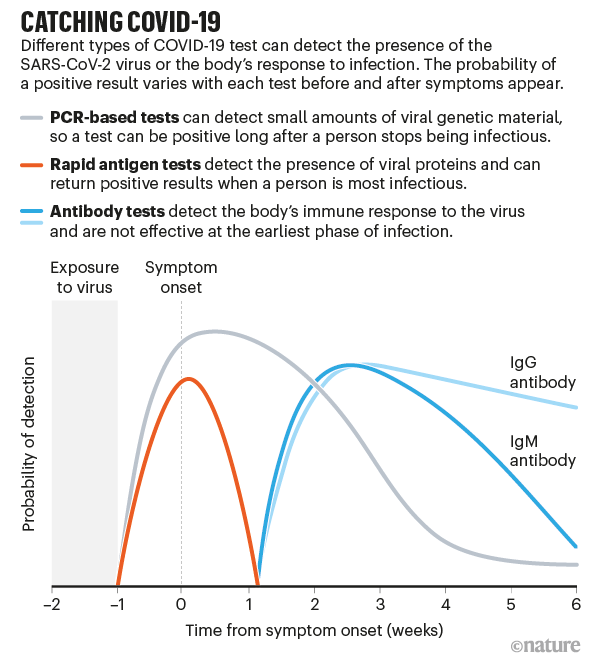 CATCHING COVID-19
Different types of COVID-19 test can detect the presence of the
SARS-CoV-2 virus or the body's response to infection. The probability of
a positive result varies with each test before and after symptoms appear.
PCR-based tests can detect small amounts of viral genetic material,
so a test can be positive long after a person stops being infectious.
Rapid antigen tests detect the presence of viral proteins and can
return positive results when a person is most infectious.
Antibody tests detect the body's immune response to the virus
and are not effective at the earliest phase of infection.
Exposure
to virus
Symptom
onset
IgG
antibody
IgM
antibody
Probability of detection
–2 –1 0 1 2 3 4 5 6
Time from symptom onset (weeks)
©nature